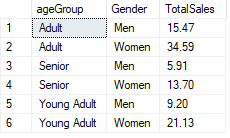 ageGroup Gender TotalSales
1 Adult Men 15.47
2 Adult Women 34.59
3 Senior Men 5.91
4 Senior Women 13.70
5 Young Adult Men 9.20
6 Young Adult Women 21.13